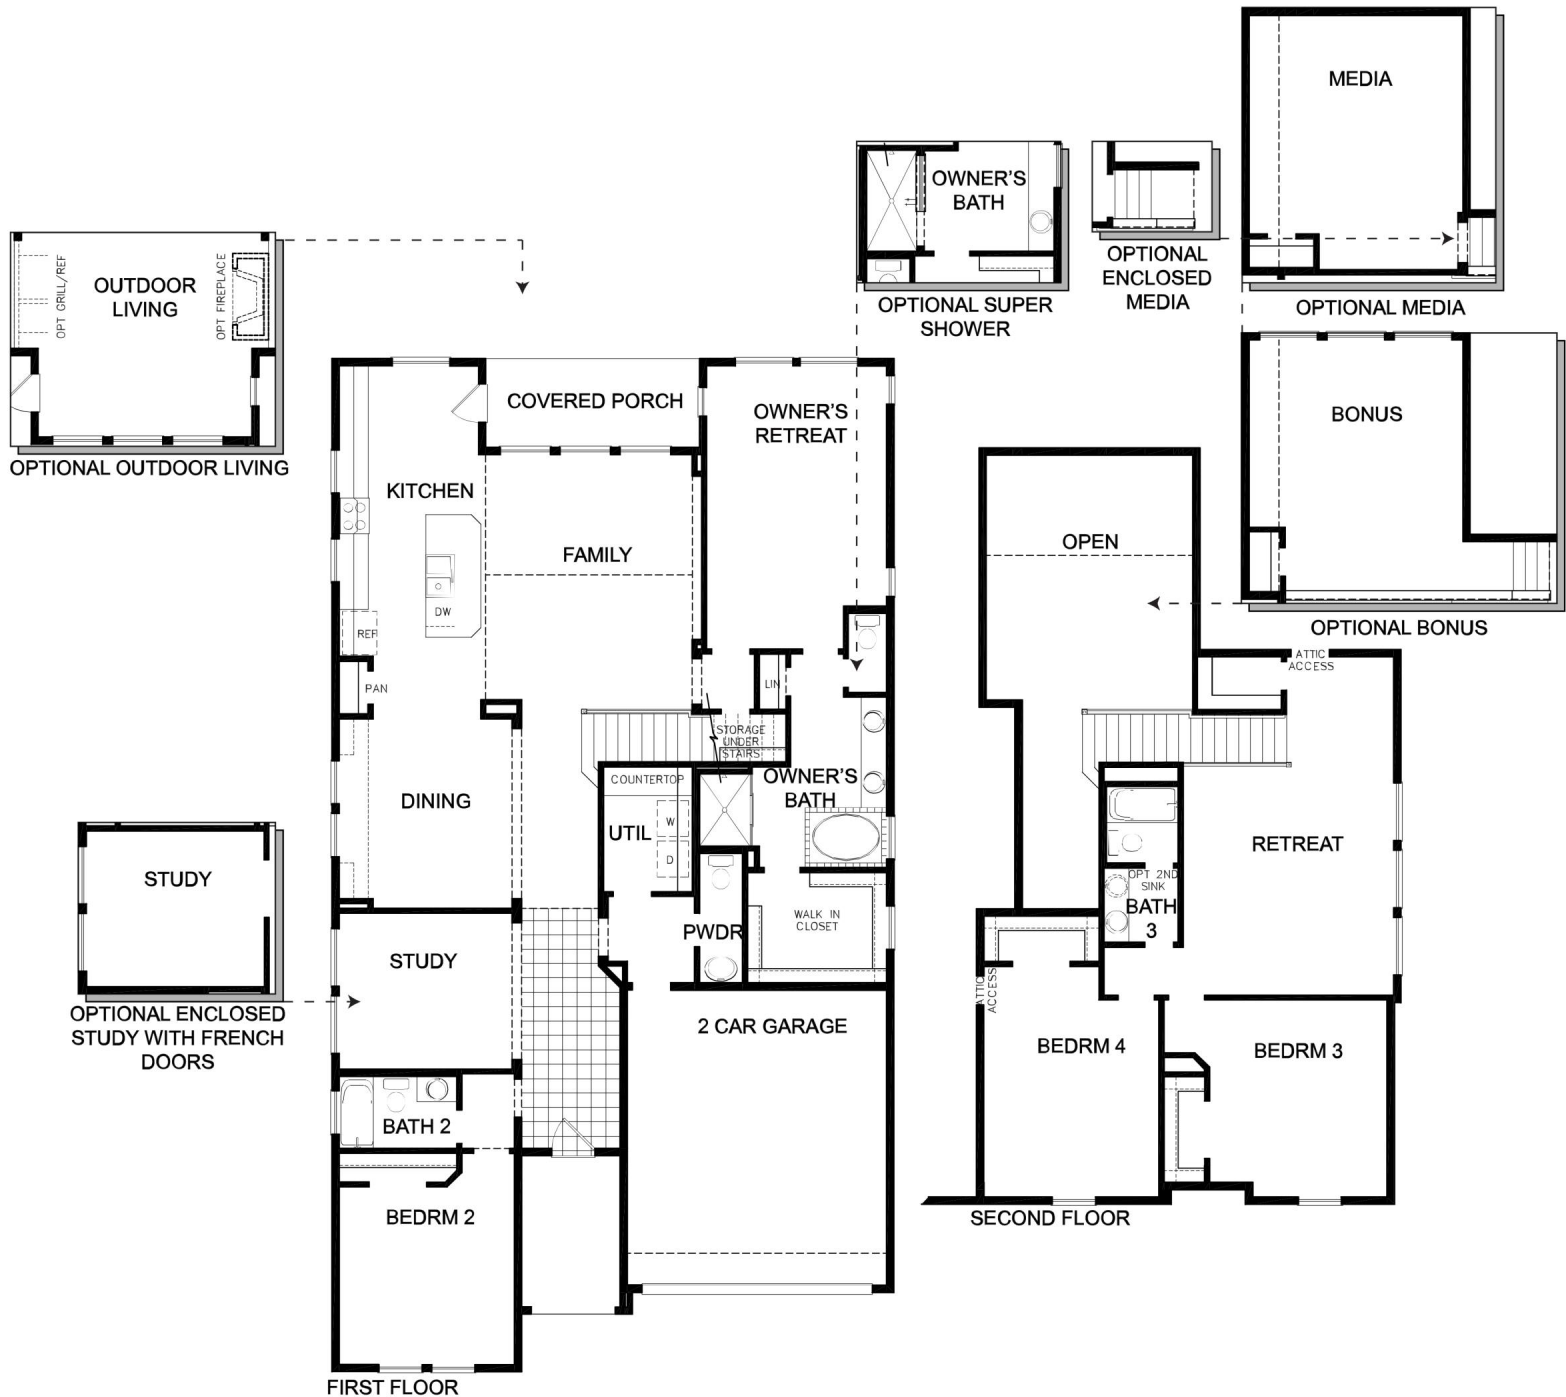 MEDIA
OPTIONAL MEDIA
OWNER'S
BATH
OPTIONAL SUPER
SHOWER
OPTIONAL
ENCLOSED
MEDIA
OPT GRILL/REF
OUTDOOR
LIVING
OPT FIREPLACE
OPTIONAL OUTDOOR LIVING
BONUS
OPTIONAL BONUS
COVERED PORCH
OWNER'S
RETREAT
KITCHEN
FAMILY
DW
REF
PAN
LIN
STORAGE
UNDER
STAIRS
COUNTERTOP
OWNER'S
BATH
DINING
UTIL
W
D
STUDY
OPTIONAL ENCLOSED
STUDY WITH FRENCH
DOORS
WALK IN
CLOSET
PWDR
STUDY
2 CAR GARAGE
BATH 2
BEDRM 2
FIRST FLOOR
OPEN
ATTIC
ACCESS
RETREAT
OPT 2ND
SINK
BATH
3
ATTIC
ACCESS
BEDRM 4
BEDRM 3
SECOND FLOOR